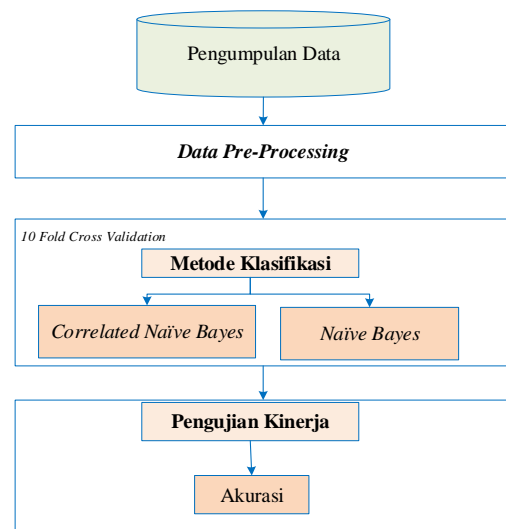 Pengumpulan Data
Data Pre-Processing
10 Fold Cross Validation
Metode Klasifikasi
Correlated Naïve Bayes
Naïve Bayes
Pengujian Kinerja
Akurasi